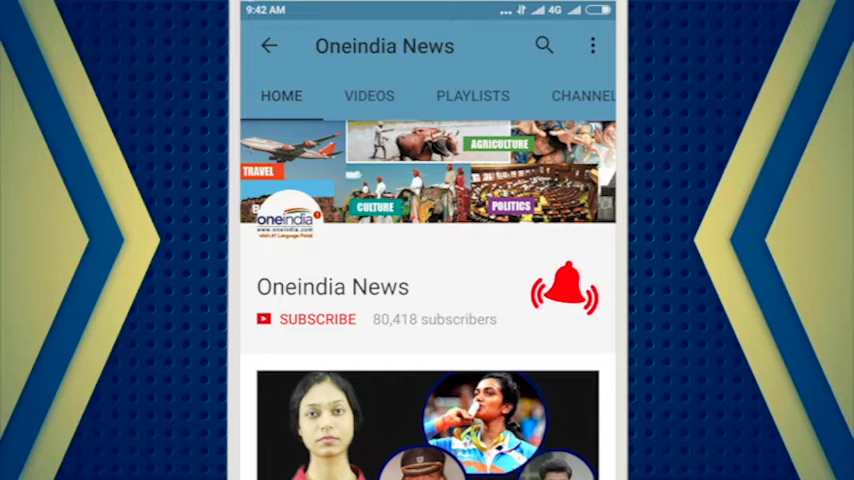 9:42 AM ... 4G
Oneindia News
HOME VIDEOS PLAYLISTS CHANNEL
AGRICULTURE
TRAVEL
CULTURE
POLITICS
oneindia
www.oneindia.com
Oneindia News
SUBSCRIBE 80,418 subscribers